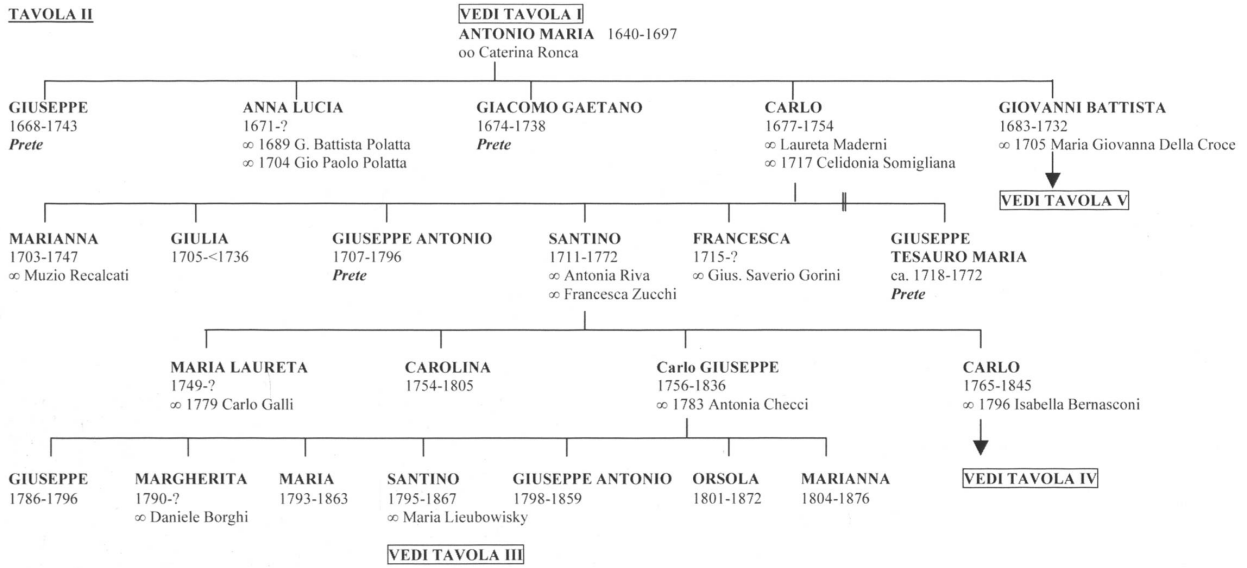 TAVOLA II
VEDI TAVOLA I
ANTONIO MARIA 1640-1697
oo Caterina Ronca
GIUSEPPE
1668-1743
Prete
ANNA LUCIA
1671-?
∞ 1689 G. Battista Polatta
∞ 1704 Gio Paolo Polatta
GIACOMO GAETANO
1674-1738
Prete
CARLO
1677-1754
∞ Laureta Maderni
∞ 1717 Celidonia Somigliana
GIOVANNI BATTISTA
1683-1732
∞ 1705 Maria Giovanna Della Croce
VEDI TAVOLA V
MARIANNA
1703-1747
∞ Muzio Recalcati
GIULIA
1705-<1736
GIUSEPPE ANTONIO
1707-1796
Prete
SANTINO
1711-1772
∞ Antonia Riva
∞ Francesca Zucchi
FRANCESCA
1715-?
∞ Gius. Saverio Gorini
GIUSEPPE
TESAURO MARIA
ca. 1718-1772
Prete
MARIA LAURETA
1749-?
∞ 1779 Carlo Galli
CAROLINA
1754-1805
Carlo GIUSEPPE
1756-1836
∞ 1783 Antonia Checci
CARLO
1765-1845
∞ 1796 Isabella Bernasconi
VEDI TAVOLA IV
GIUSEPPE
1786-1796
MARGHERITA
1790-?
∞ Daniele Borghi
MARIA
1793-1863
SANTINO
1795-1867
∞ Maria Lieubowisky
GIUSEPPE ANTONIO
1798-1859
ORSOLA
1801-1872
MARIANNA
1804-1876
VEDI TAVOLA III